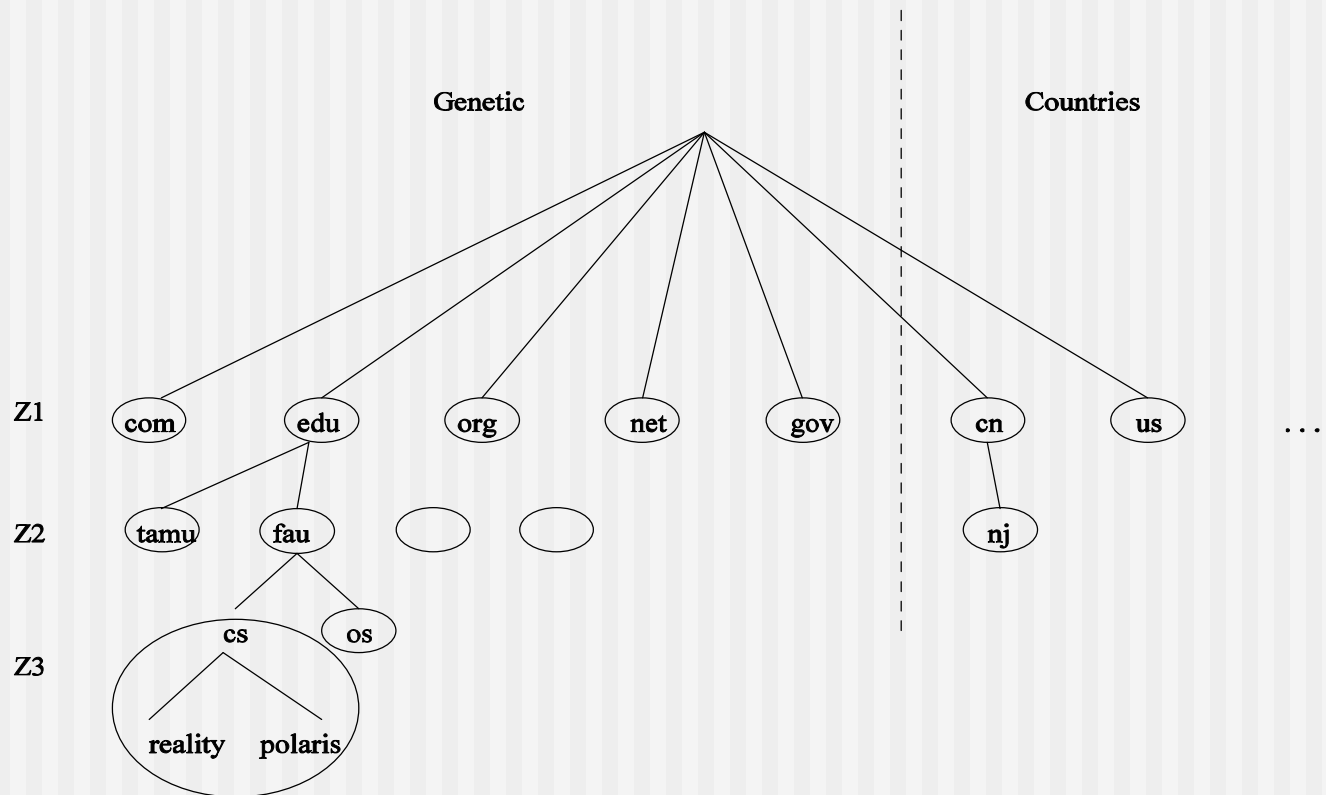 Genetic Countries
Z1 com edu org net gov cn us ...
Z2 tamu fau nj
cs os
Z3
reality polaris